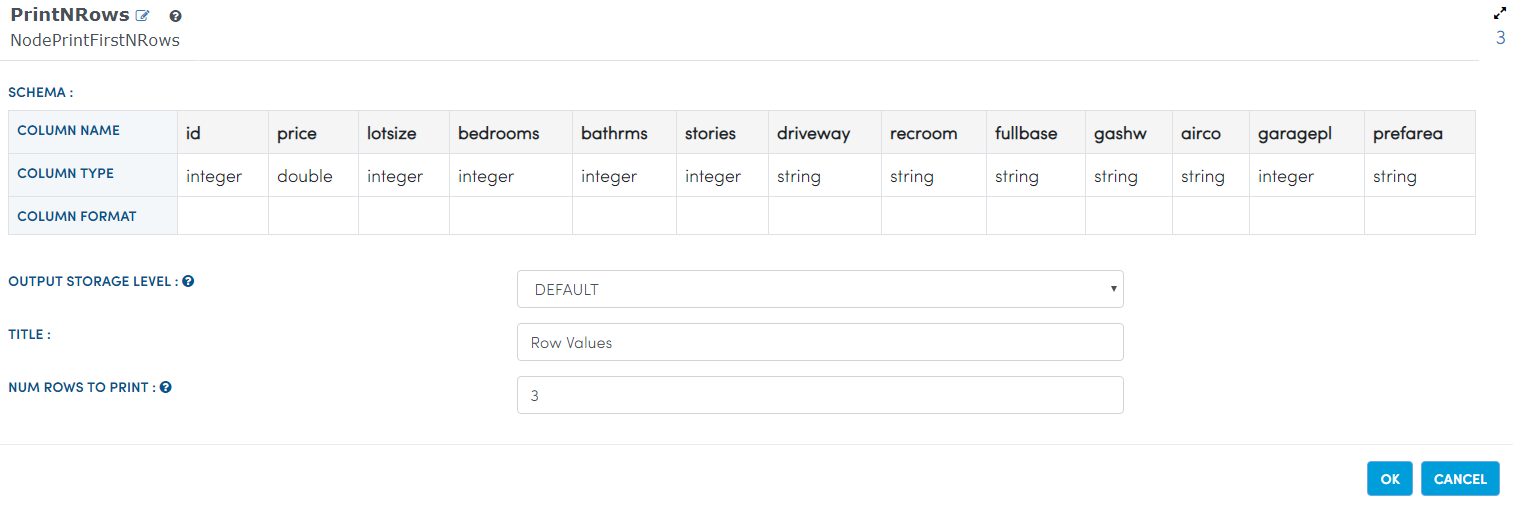 PrintNRows
NodePrintFirstNRows
3
SCHEMA :
COLUMN NAME id price lotsize bedrooms bathrms stories driveway recroom fullbase gashw airco garagepl prefarea
COLUMN TYPE integer double integer integer integer integer string string string string string integer string
COLUMN FORMAT
OUTPUT STORAGE LEVEL : DEFAULT
TITLE : Row Values
NUM ROWS TO PRINT : 3
OK CANCEL